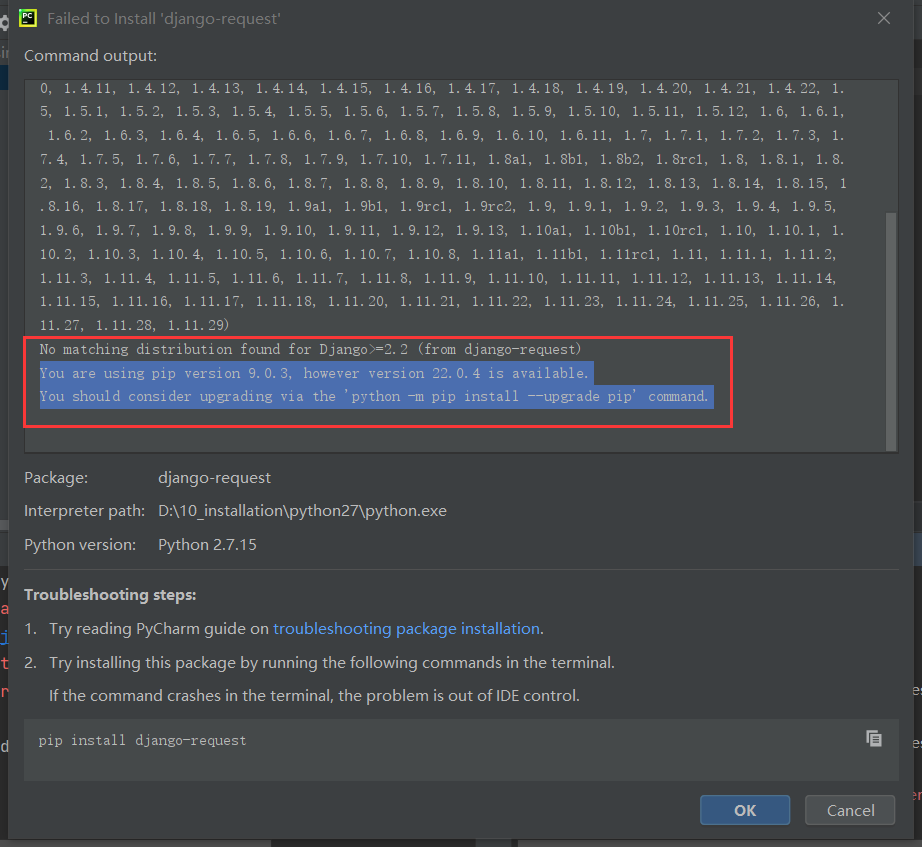 Failed to Install 'django-request'
Command output:
0, 1.4.11, 1.4.12, 1.4.13, 1.4.14, 1.4.15, 1.4.16, 1.4.17, 1.4.18, 1.4.19, 1.4.20, 1.4.21, 1.4.22, 1.
5, 1.5.1, 1.5.2, 1.5.3, 1.5.4, 1.5.5, 1.5.6, 1.5.7, 1.5.8, 1.5.9, 1.5.10, 1.5.11, 1.5.12, 1.6, 1.6.1,
1.6.2, 1.6.3, 1.6.4, 1.6.5, 1.6.6, 1.6.7, 1.6.8, 1.6.9, 1.6.10, 1.6.11, 1.7, 1.7.1, 1.7.2, 1.7.3, 1.
7.4, 1.7.5, 1.7.6, 1.7.7, 1.7.8, 1.7.9, 1.7.10, 1.7.11, 1.8a1, 1.8b1, 1.8b2, 1.8rc1, 1.8, 1.8.1, 1.8.
2, 1.8.3, 1.8.4, 1.8.5, 1.8.6, 1.8.7, 1.8.8, 1.8.9, 1.8.10, 1.8.11, 1.8.12, 1.8.13, 1.8.14, 1.8.15, 1
.8.16, 1.8.17, 1.8.18, 1.8.19, 1.9a1, 1.9b1, 1.9rc1, 1.9rc2, 1.9, 1.9.1, 1.9.2, 1.9.3, 1.9.4, 1.9.5,
1.9.6, 1.9.7, 1.9.8, 1.9.9, 1.9.10, 1.9.11, 1.9.12, 1.9.13, 1.10a1, 1.10b1, 1.10rc1, 1.10, 1.10.1, 1.
10.2, 1.10.3, 1.10.4, 1.10.5, 1.10.6, 1.10.7, 1.10.8, 1.11a1, 1.11b1, 1.11rc1, 1.11, 1.11.1, 1.11.2,
1.11.3, 1.11.4, 1.11.5, 1.11.6, 1.11.7, 1.11.8, 1.11.9, 1.11.10, 1.11.11, 1.11.12, 1.11.13, 1.11.14,
1.11.15, 1.11.16, 1.11.17, 1.11.18, 1.11.20, 1.11.21, 1.11.22, 1.11.23, 1.11.24, 1.11.25, 1.11.26, 1.
11.27, 1.11.28, 1.11.29)
No matching distribution found for Django>=2.2 (from django-request)
You are using pip version 9.0.3, however version 22.0.4 is available.
You should consider upgrading via the 'python -m pip install --upgrade pip' command.
Package: django-request
Interpreter path: D:\10_installation\python27\python.exe
Python version: Python 2.7.15
Troubleshooting steps:
1. Try reading PyCharm guide on troubleshooting package installation.
2. Try installing this package by running the following commands in the terminal.
If the command crashes in the terminal, the problem is out of IDE control.
pip install django-request
OK Cancel